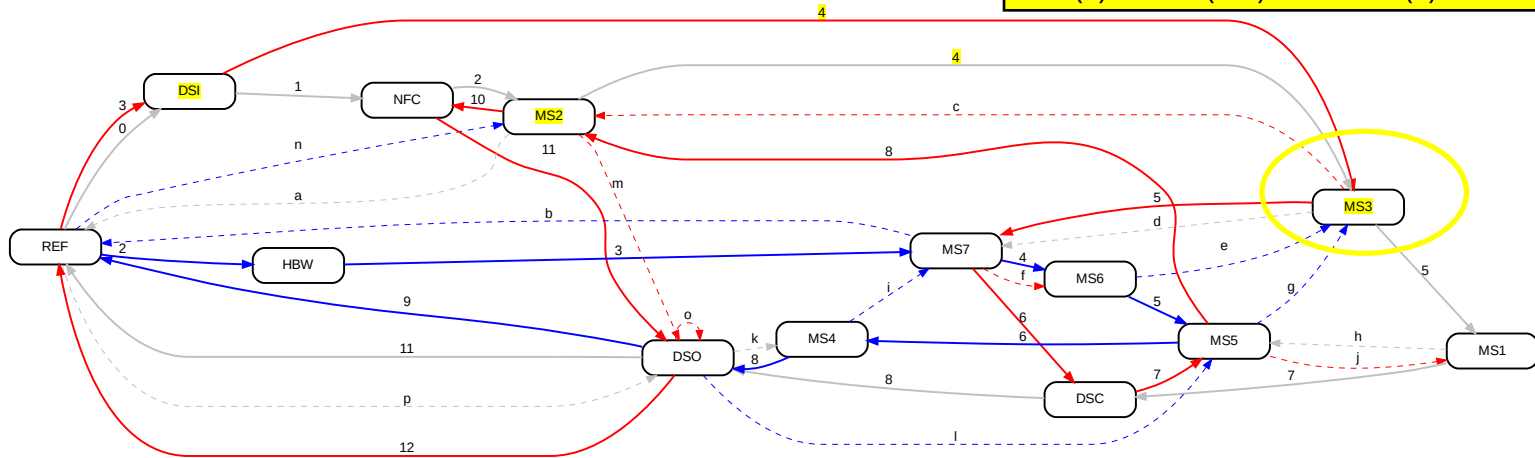 4
4
DSI
1
NFC
2
10
MS2
3
0
c
n
11
8
a
m
5
MS3
b
d
REF
2
HBW
3
MS7
4
f
MS6
e
5
9
i
g
5
o
6
6
11
DSO
k
8
MS4
MS5
h
j
MS1
7
7
8
DSC
p
l
12